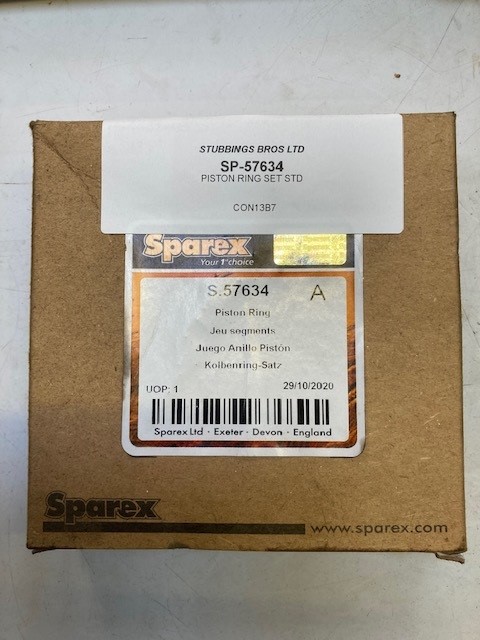 STUBBINGS BROS LTD
SP-57634
PISTON RING SET STD
CON13B7
Sparex
Your 1st choice
S.57634 A
Piston Ring
Jeu segments
Juego Anillo Pistón
Kolbenring-Satz
UOP: 1 29/10/2020
Sparex Ltd · Exeter · Devon · England
Sparex
www.sparex.com